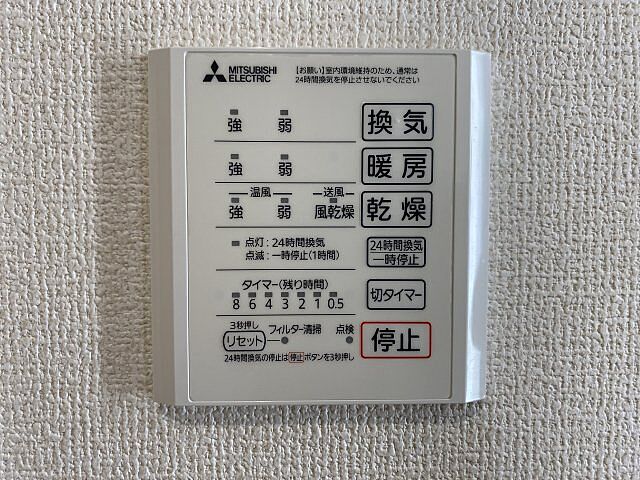 MITSUBISHI
ELECTRIC
【お願い】室内環境維持のため、通常は
24時間換気を停止させないでください
強 弱 換気
強 弱 暖房
温風 送風
強 弱 風乾燥 乾燥
点灯:24時間換気
点滅:一時停止(1時間)
24時間換気
一時停止
タイマー(残り時間)
8 6 4 3 2 1 0.5
切タイマー
3秒押し
リセット フィルター清掃 点検
停止
24時間換気の停止は停止ボタンを3秒押し